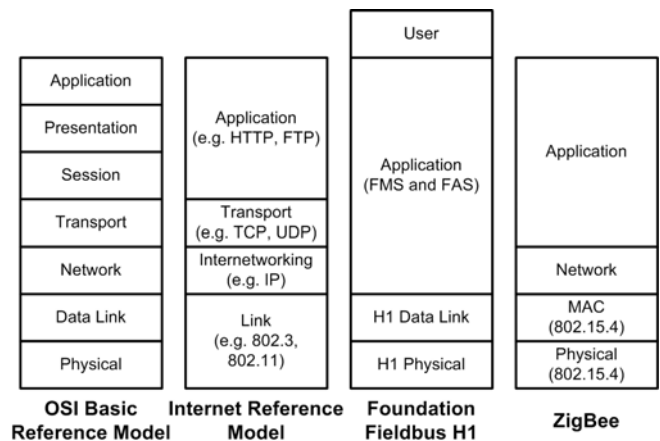 User
Application
Presentation
Session
Transport
Network
Data Link
Physical
OSI Basic
Reference Model
Application
(e.g. HTTP, FTP)
Transport
(e.g. TCP, UDP)
Internetworking
(e.g. IP)
Link
(e.g. 802.3,
802.11)
Internet Reference
Model
Application
(FMS and FAS)
H1 Data Link
H1 Physical
Foundation
Fieldbus H1
Application
Network
MAC
(802.15.4)
Physical
(802.15.4)
ZigBee